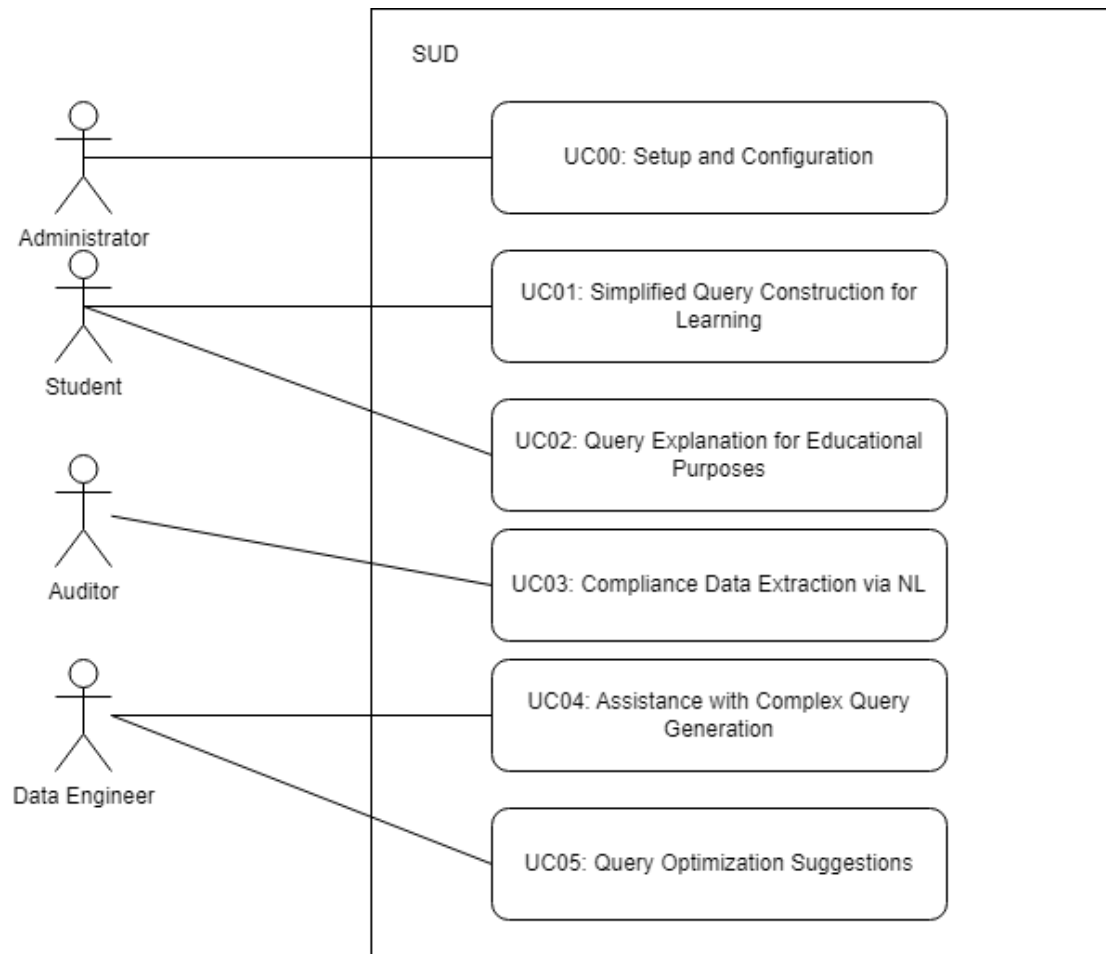 SUD
UC00: Setup and Configuration
Administrator
UC01: Simplified Query Construction for
Learning
Student
UC02: Query Explanation for Educational
Purposes
Auditor
UC03: Compliance Data Extraction via NL
UC04: Assistance with Complex Query
Generation
Data Engineer
UC05: Query Optimization Suggestions